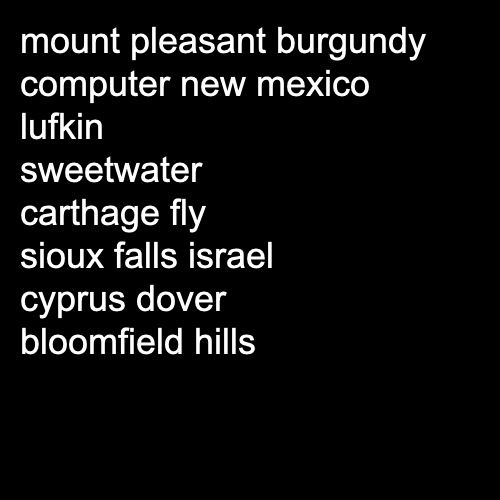 mount pleasant burgundy
computer new mexico
lufkin
sweetwater
carthage fly
sioux falls israel
cyprus dover
bloomfield hills